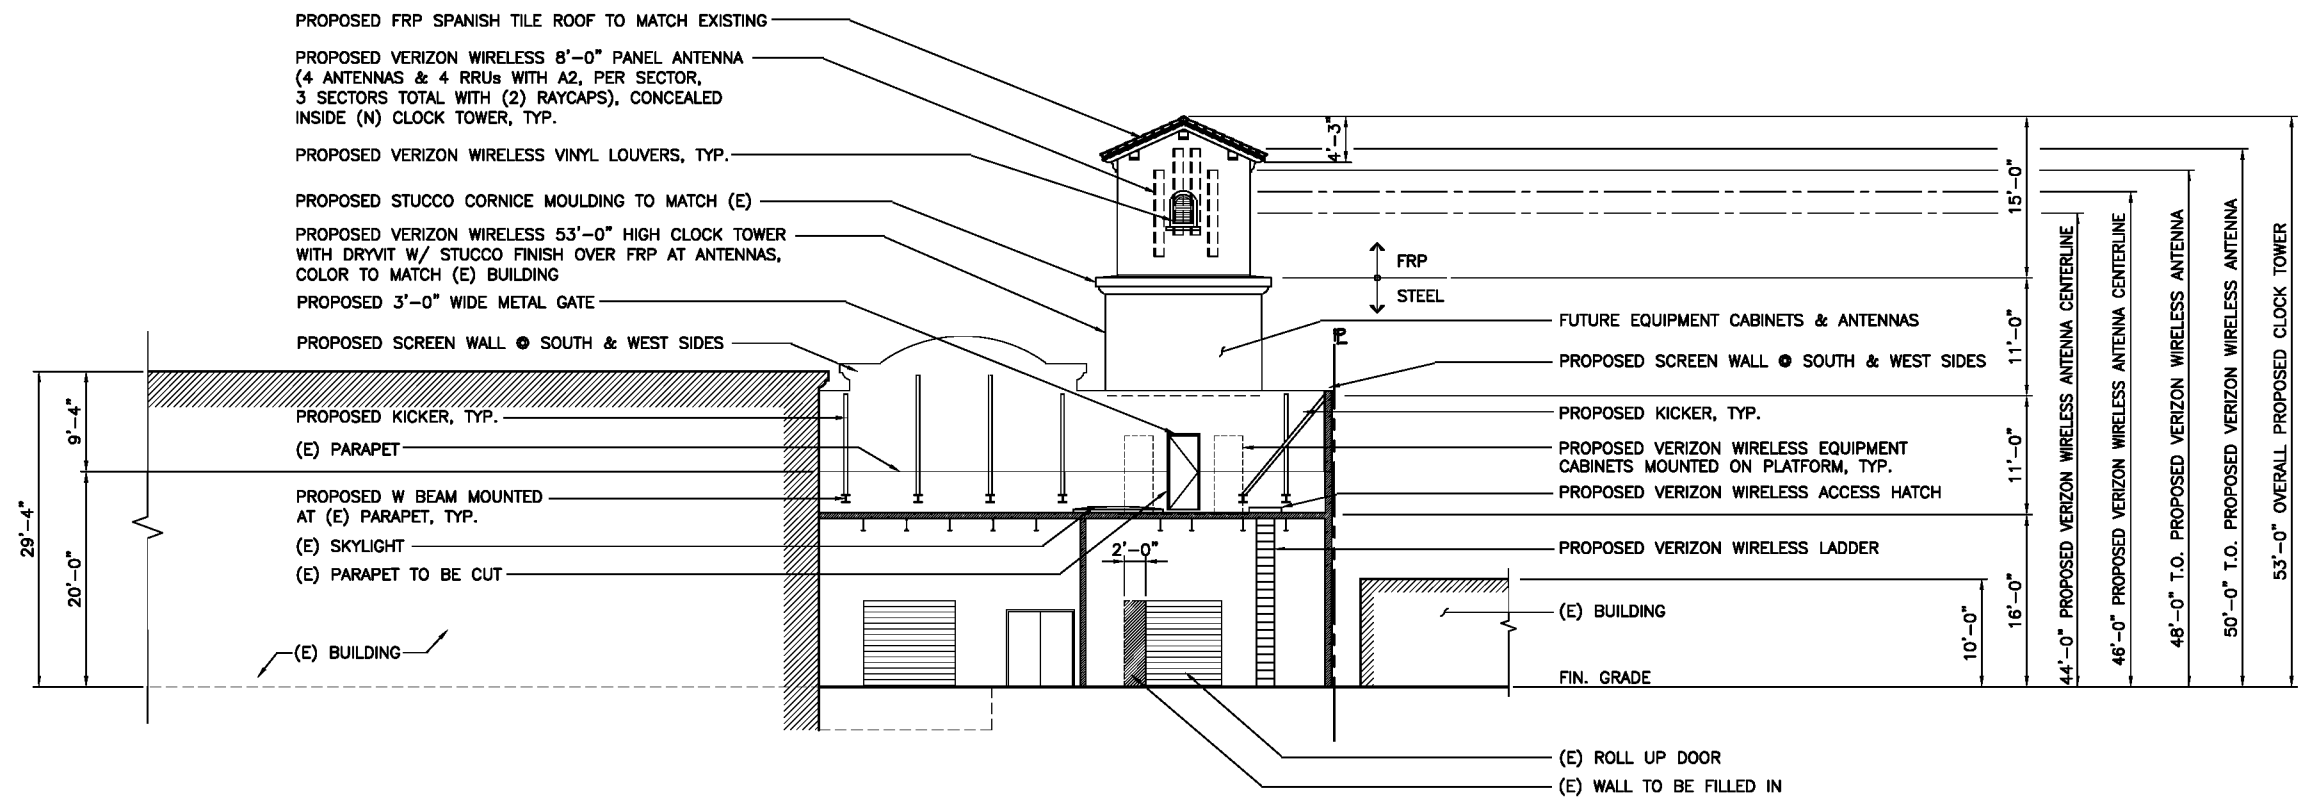 PROPOSED FRP SPANISH TILE ROOF TO MATCH EXISTING
PROPOSED VERIZON WIRELESS 8'-0" PANEL ANTENNA
(4 ANTENNAS & 4 RRUs WITH A2, PER SECTOR,
3 SECTORS TOTAL WITH (2) RAYCAPS), CONCEALED
INSIDE (N) CLOCK TOWER, TYP.
PROPOSED VERIZON WIRELESS VINYL LOUVERS, TYP.
PROPOSED STUCCO CORNICE MOULDING TO MATCH (E)
PROPOSED VERIZON WIRELESS 53'-0" HIGH CLOCK TOWER
WITH DRYVIT W/ STUCCO FINISH OVER FRP AT ANTENNAS,
COLOR TO MATCH (E) BUILDING
PROPOSED 3'-0" WIDE METAL GATE
PROPOSED SCREEN WALL @ SOUTH & WEST SIDES
PROPOSED KICKER, TYP.
(E) PARAPET
PROPOSED W BEAM MOUNTED
AT (E) PARAPET, TYP.
(E) SKYLIGHT
(E) PARAPET TO BE CUT
(E) BUILDING
29'-4"
9'-4"
20'-0"
2'-0"
4'-3"
FRP
STEEL
PL
FUTURE EQUIPMENT CABINETS & ANTENNAS
PROPOSED SCREEN WALL @ SOUTH & WEST SIDES
PROPOSED KICKER, TYP.
PROPOSED VERIZON WIRELESS EQUIPMENT
CABINETS MOUNTED ON PLATFORM, TYP.
PROPOSED VERIZON WIRELESS ACCESS HATCH
PROPOSED VERIZON WIRELESS LADDER
(E) BUILDING
FIN. GRADE
(E) ROLL UP DOOR
(E) WALL TO BE FILLED IN
10'-0"
15'-0"
11'-0"
11'-0"
16'-0"
44'-0" PROPOSED VERIZON WIRELESS ANTENNA CENTERLINE
46'-0" PROPOSED VERIZON WIRELESS ANTENNA CENTERLINE
48'-0" T.O. PROPOSED VERIZON WIRELESS ANTENNA
50'-0" T.O. PROPOSED VERIZON WIRELESS ANTENNA
53'-0" OVERALL PROPOSED CLOCK TOWER